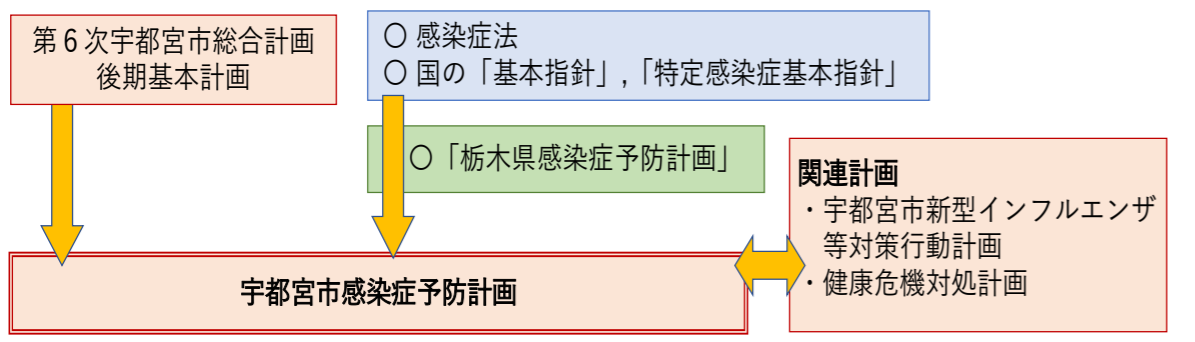 第６次宇都宮市総合計画
後期基本計画
〇 感染症法
〇 国の「基本指針」,「特定感染症基本指針」
〇「栃木県感染症予防計画」
関連計画
・宇都宮市新型インフルエンザ
等対策行動計画
・健康危機対処計画
宇都宮市感染症予防計画